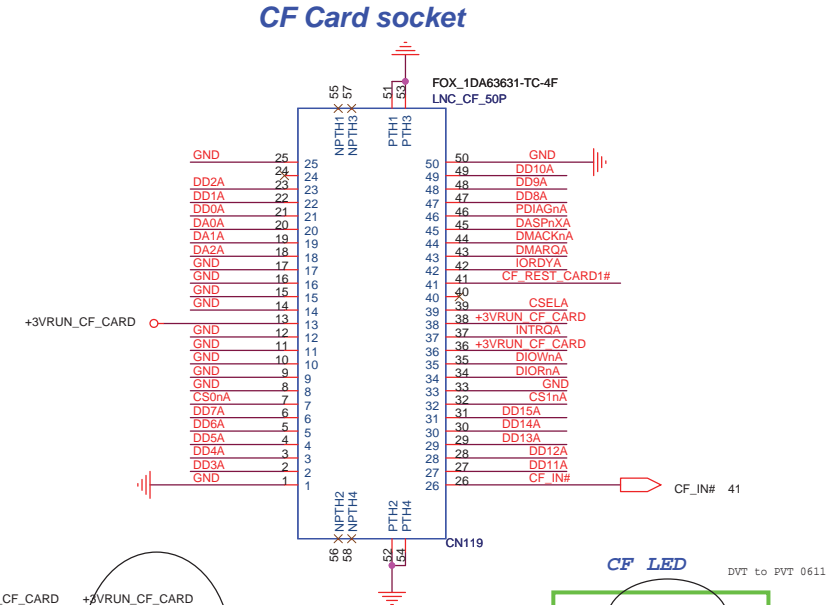 CF Card socket
FOX_1DA63631-TC-4F
LNC_CF_50P
55 57 51 53
NPTH1 NPTH3 PTH1 PTH3
GND 25 25 50 50 GND
24 24 49 49 DD10A
DD2A 23 23 48 48 DD9A
DD1A 22 22 47 47 DD8A
DD0A 21 21 46 46 PDIAGnA
DA0A 20 20 45 45 DASPnXA
DA1A 19 19 44 44 DMACKnA
DA2A 18 18 43 43 DMARQA
GND 17 17 42 42 IORDYA
GND 16 16 41 41 CF_REST_CARD1#
GND 15 15 40 40
GND 14 14 39 39 CSELA
+3VRUN_CF_CARD 13 13 38 38 +3VRUN_CF_CARD
GND 12 12 37 37 INTRQA
GND 11 11 36 36 +3VRUN_CF_CARD
GND 10 10 35 35 DIOWnA
GND 9 9 34 34 DIORnA
GND 8 8 33 33 GND
CS0nA 7 7 32 32 CS1nA
DD7A 6 6 31 31 DD15A
DD6A 5 5 30 30 DD14A
DD5A 4 4 29 29 DD13A
DD4A 3 3 28 28 DD12A
DD3A 2 2 27 27 DD11A
GND 1 1 26 26 CF_IN#
CF_IN# 41
NPTH2 NPTH4 PTH2 PTH4
56 58 52 54
CN119
CF LED
DVT to PVT 0611
CF_CARD +3VRUN_CF_CARD